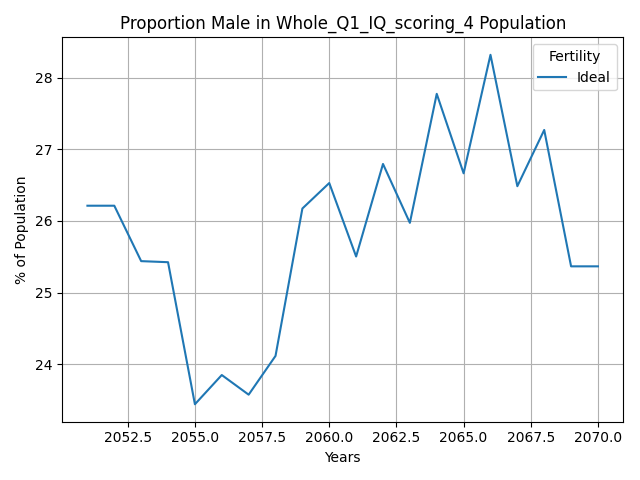 Proportion Male in Whole_Q1_IQ_scoring_4 Population
Fertility
Ideal
28
27
26
25
24
% of Population
2052.5 2055.0 2057.5 2060.0 2062.5 2065.0 2067.5 2070.0
Years